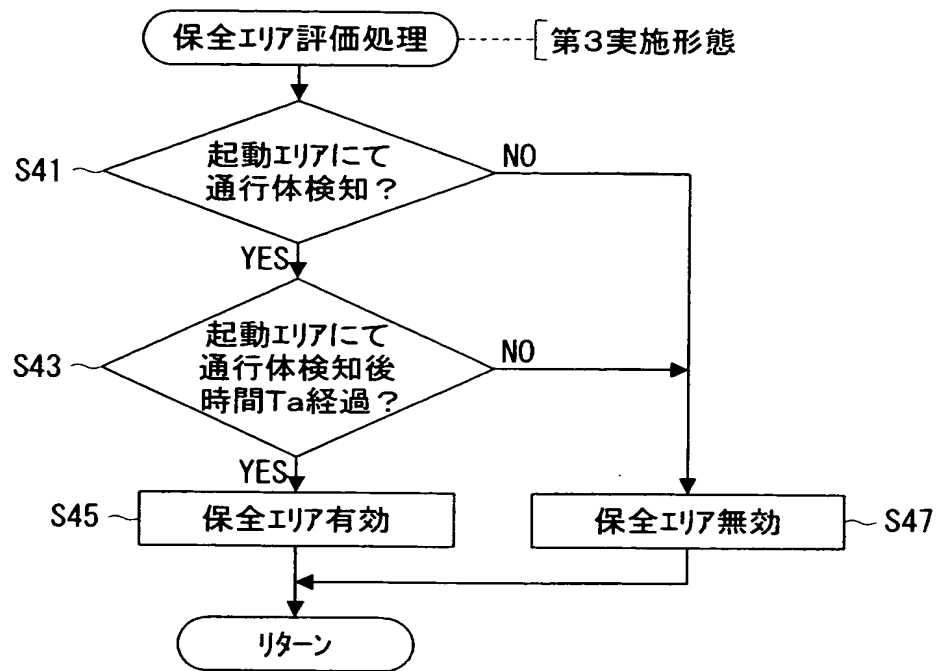 保全エリア評価処理
第3実施形態
S41
起動エリアにて
通行体検知？
NO
YES
S43
起動エリアにて
通行体検知後
時間Ta経過？
NO
YES
S45
保全エリア有効
保全エリア無効
S47
リターン